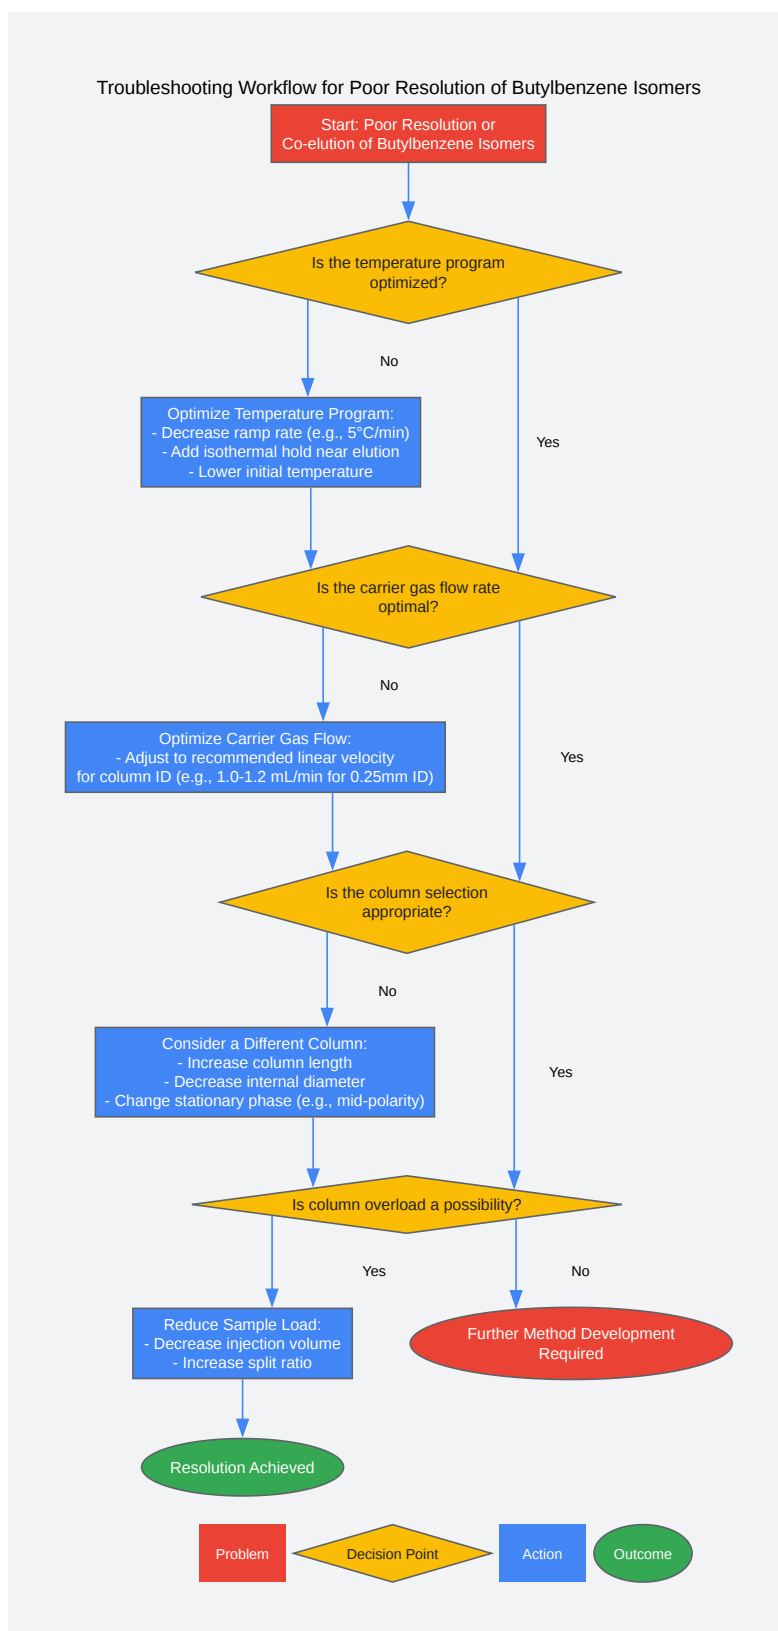 Troubleshooting Workflow for Poor Resolution of Butylbenzene Isomers
Start: Poor Resolution or
Co-elution of Butylbenzene Isomers
Is the temperature program
optimized?
No
Optimize Temperature Program:
- Decrease ramp rate (e.g., 5°C/min)
- Add isothermal hold near elution
- Lower initial temperature
Yes
Is the carrier gas flow rate
optimal?
No
Optimize Carrier Gas Flow:
- Adjust to recommended linear velocity
for column ID (e.g., 1.0-1.2 mL/min for 0.25mm ID)
Yes
Is the column selection
appropriate?
No
Consider a Different Column:
- Increase column length
- Decrease internal diameter
- Change stationary phase (e.g., mid-polarity)
Yes
Is column overload a possibility?
Yes
No
Reduce Sample Load:
- Decrease injection volume
- Increase split ratio
Further Method Development
Required
Resolution Achieved
Problem
Decision Point
Action
Outcome